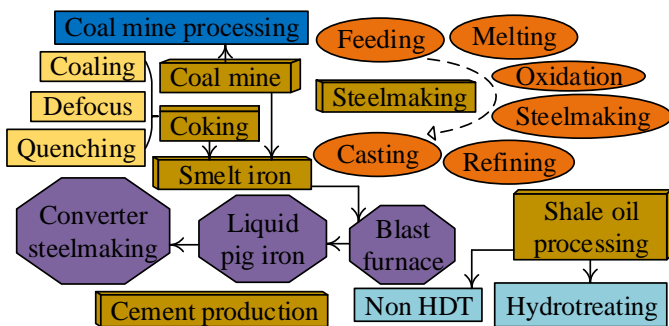 Coal mine processing
Feeding
Melting
Coaling
Coal mine
Oxidation
Defocus
Steelmaking
Steelmaking
Coking
Quenching
Casting
Refining
Smelt iron
Converter
steelmaking
Liquid
pig iron
Blast
furnace
Shale oil
processing
Cement production
Non HDT
Hydrotreating